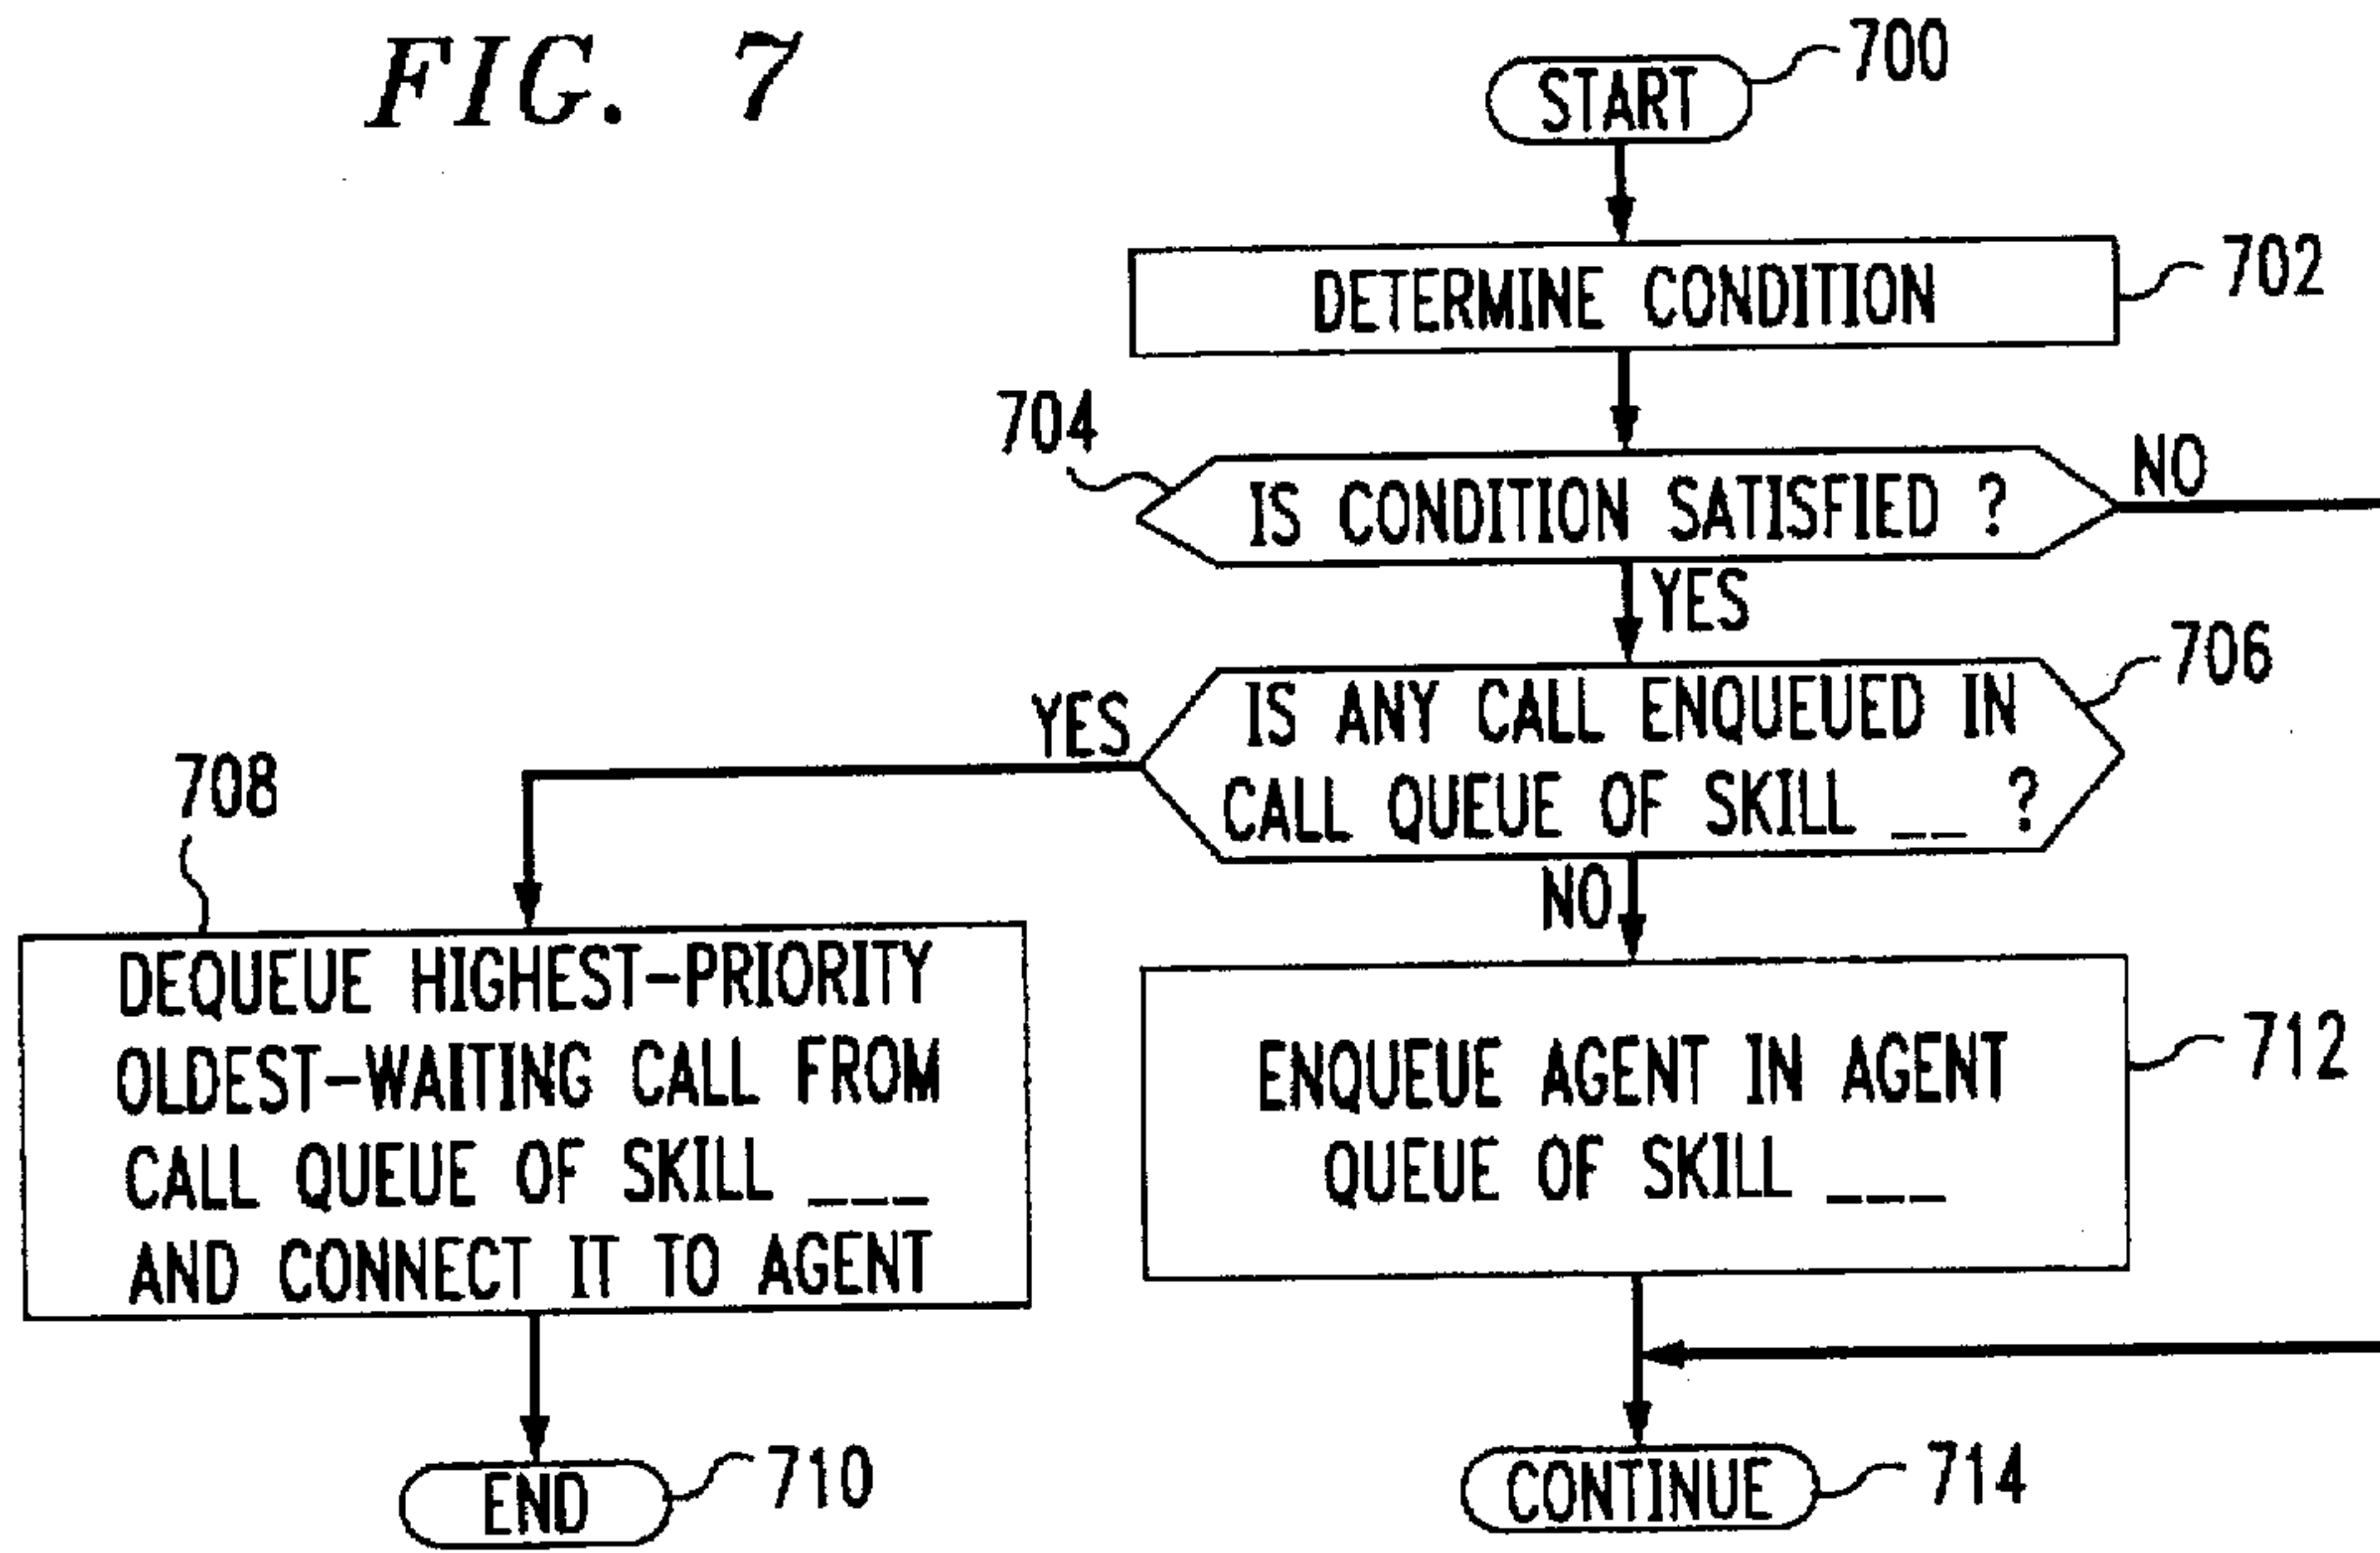 FIG. 7
START
700
DETERMINE CONDITION
702
704
IS CONDITION SATISFIED ?
NO
YES
706
IS ANY CALL ENQUEUED IN
CALL QUEUE OF SKILL __ ?
YES
NO
708
DEQUEUE HIGHEST-PRIORITY
OLDEST-WAITING CALL FROM
CALL QUEUE OF SKILL ___
AND CONNECT IT TO AGENT
ENQUEUE AGENT IN AGENT
QUEUE OF SKILL ___
712
END
710
CONTINUE
714